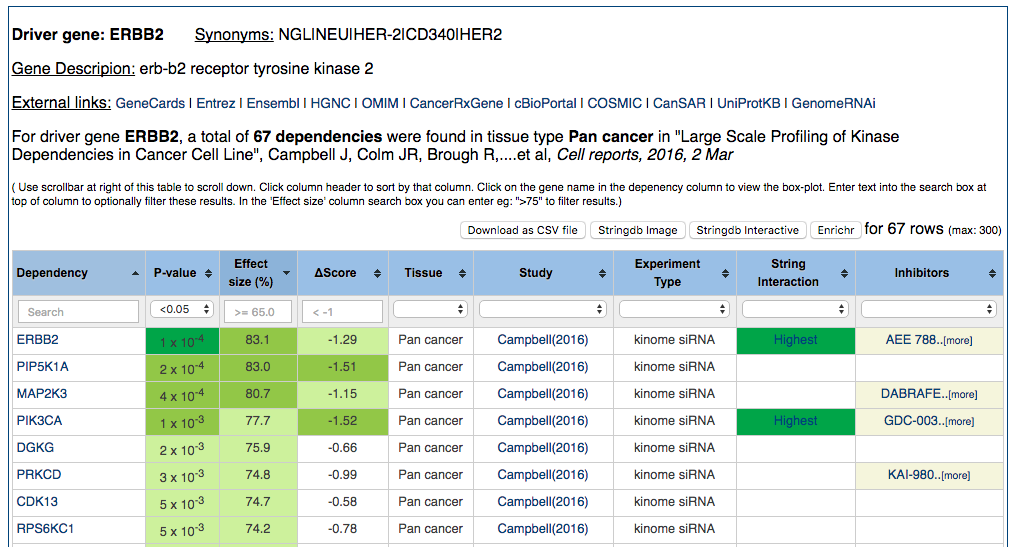 Driver gene: ERBB2 Synonyms: NGL|NEU|HER-2|CD340|HER2
Gene Descripion: erb-b2 receptor tyrosine kinase 2
External links: GeneCards | Entrez | Ensembl | HGNC | OMIM | CancerRxGene | cBioPortal | COSMIC | CanSAR | UniProtKB | GenomeRNAi
For driver gene ERBB2, a total of 67 dependencies were found in tissue type Pan cancer in "Large Scale Profiling of Kinase
Dependencies in Cancer Cell Line", Campbell J, Colm JR, Brough R,....et al, Cell reports, 2016, 2 Mar
( Use scrollbar at right of this table to scroll down. Click column header to sort by that column. Click on the gene name in the depenency column to view the box-plot. Enter text into the search box at
top of column to optionally filter these results. In the 'Effect size' column search box you can enter eg: ">75" to filter results.)
Download as CSV file Stringdb Image Stringdb Interactive Enrichr for 67 rows (max: 300)
Dependency P-value Effect size (%) ΔScore Tissue Study Experiment Type String Interaction Inhibitors
Search <0.05 >= 65.0 < -1
ERBB2 1 x 10-4 83.1 -1.29 Pan cancer Campbell(2016) kinome siRNA Highest AEE 788..[more]
PIP5K1A 2 x 10-4 83.0 -1.51 Pan cancer Campbell(2016) kinome siRNA
MAP2K3 4 x 10-4 80.7 -1.15 Pan cancer Campbell(2016) kinome siRNA DABRAFE..[more]
PIK3CA 1 x 10-3 77.7 -1.52 Pan cancer Campbell(2016) kinome siRNA Highest GDC-003..[more]
DGKG 2 x 10-3 75.9 -0.66 Pan cancer Campbell(2016) kinome siRNA
PRKCD 3 x 10-3 74.8 -0.99 Pan cancer Campbell(2016) kinome siRNA KAI-980..[more]
CDK13 5 x 10-3 74.7 -0.58 Pan cancer Campbell(2016) kinome siRNA
RPS6KC1 5 x 10-3 74.2 -0.78 Pan cancer Campbell(2016) kinome siRNA